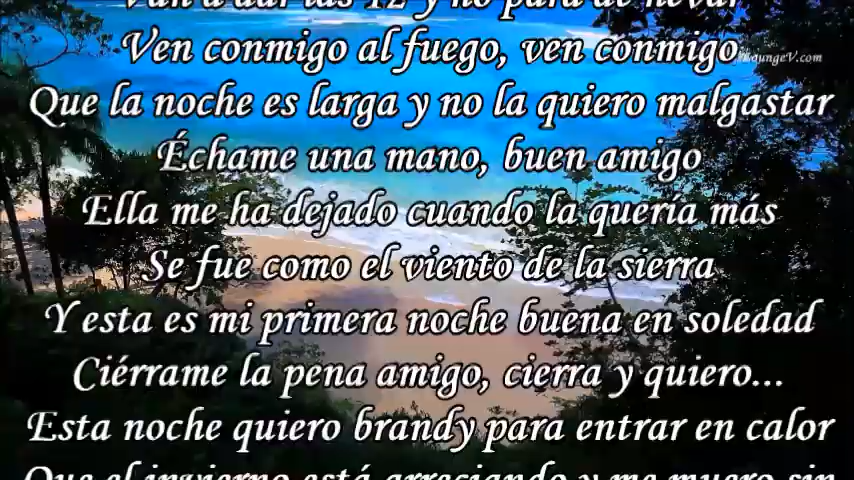 Van a dar las 12 y no para de nevar
Ven conmigo al fuego, ven conmigo
LoungeV.com
Que la noche es larga y no la quiero malgastar
Échame una mano, buen amigo
Ella me ha dejado cuando la quería más
Se fue como el viento de la sierra
Y esta es mi primera noche buena en soledad
Ciérrame la pena amigo, cierra y quiero...
Esta noche quiero brandy para entrar en calor
Que el invierno está arreciando y me muero sin